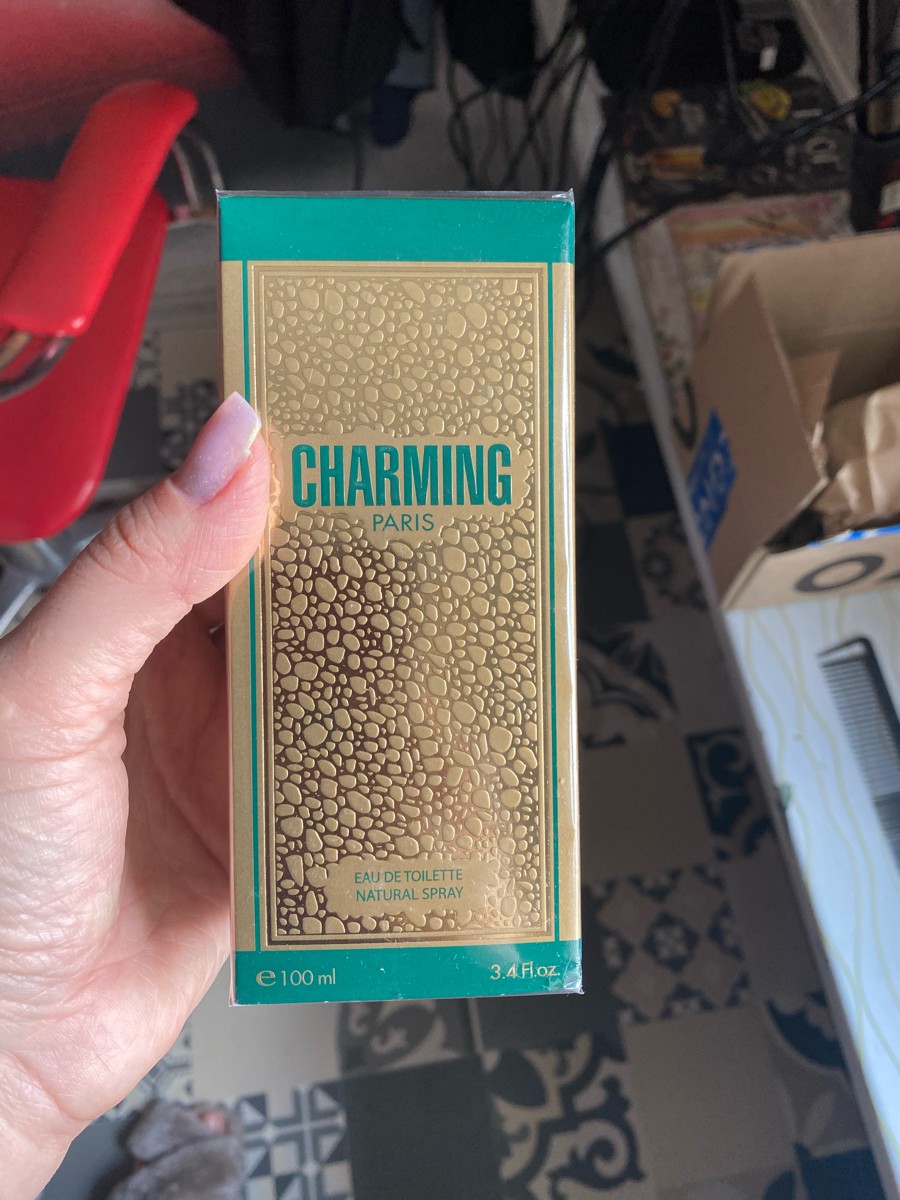 CHARMING
PARIS
EAU DE TOILETTE
NATURAL SPRAY
℮ 100 ml
3.4 Fl.oz.